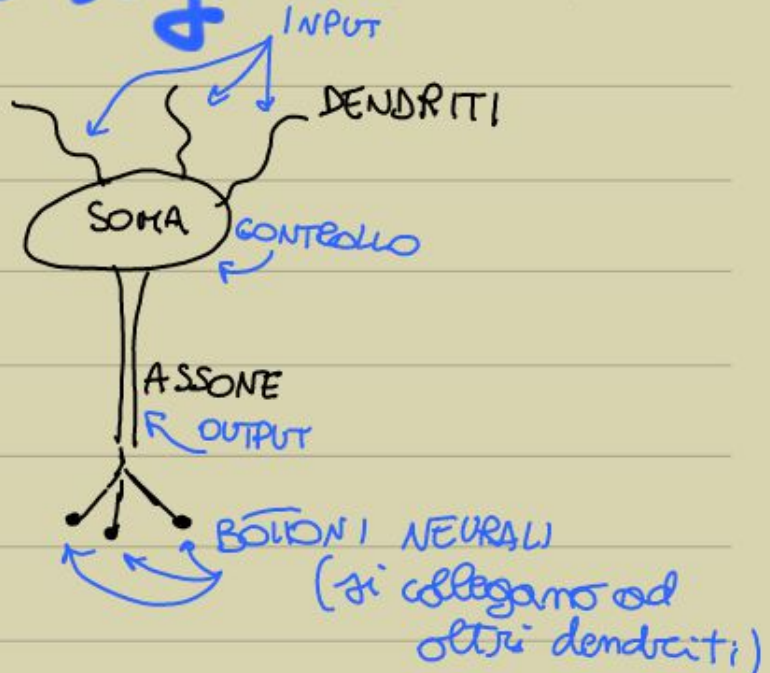 INPUT
DENDRITI
SOMA
CONTROLLO
ASSONE
OUTPUT
BOTTONI NEURALI
(si collegano ad
altri dendriti)